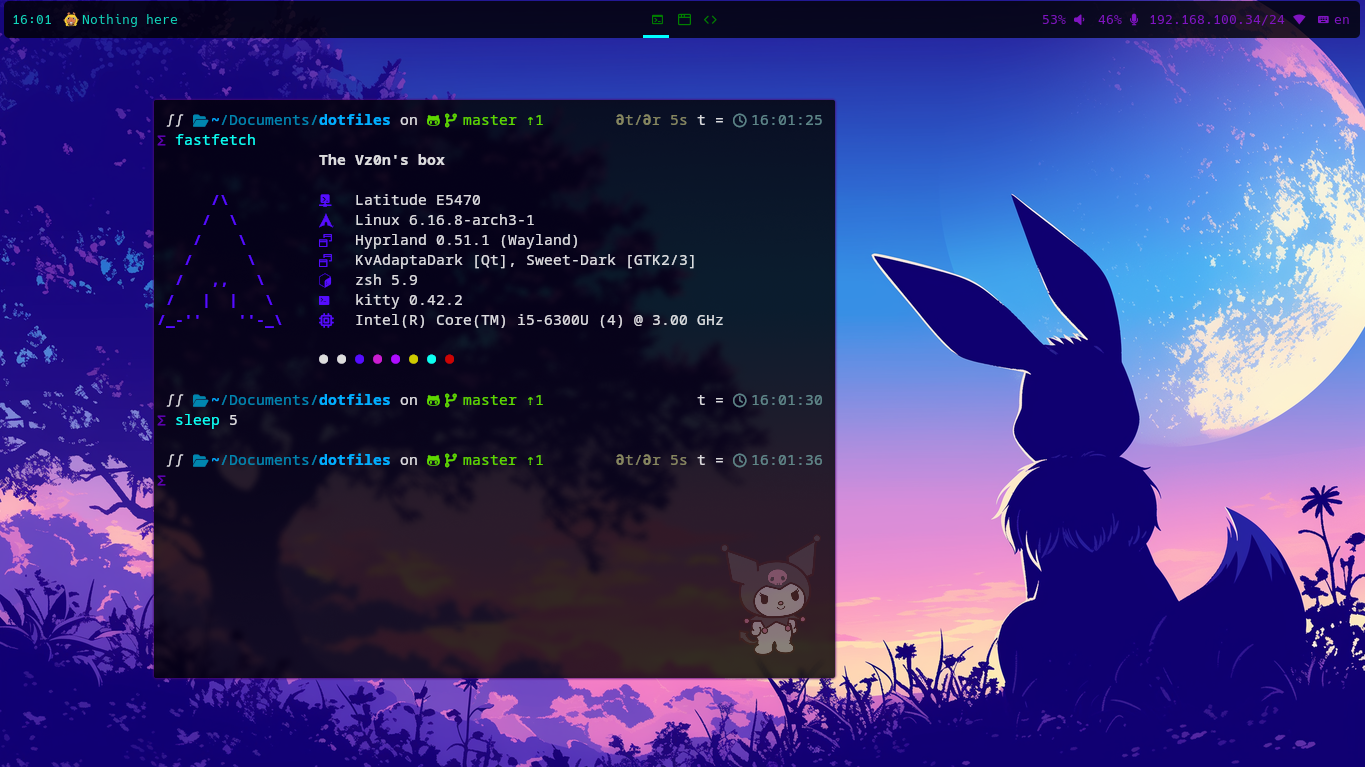 16:01 Nothing here 53% 46% 192.168.100.34/24 en
∫∫ ~/Documents/dotfiles on master ↑1 ∂t/∂r 5s t = 16:01:25
Σ fastfetch
The Vz0n's box
/\ Latitude E5470
/ \ Linux 6.16.8-arch3-1
/ \ Hyprland 0.51.1 (Wayland)
/ \ KvAdaptaDark [Qt], Sweet-Dark [GTK2/3]
/ ,, \ zsh 5.9
/ | | \ kitty 0.42.2
/_-'' ''-_\ Intel(R) Core(TM) i5-6300U (4) @ 3.00 GHz
∫∫ ~/Documents/dotfiles on master ↑1 t = 16:01:30
Σ sleep 5
∫∫ ~/Documents/dotfiles on master ↑1 ∂t/∂r 5s t = 16:01:36
Σ